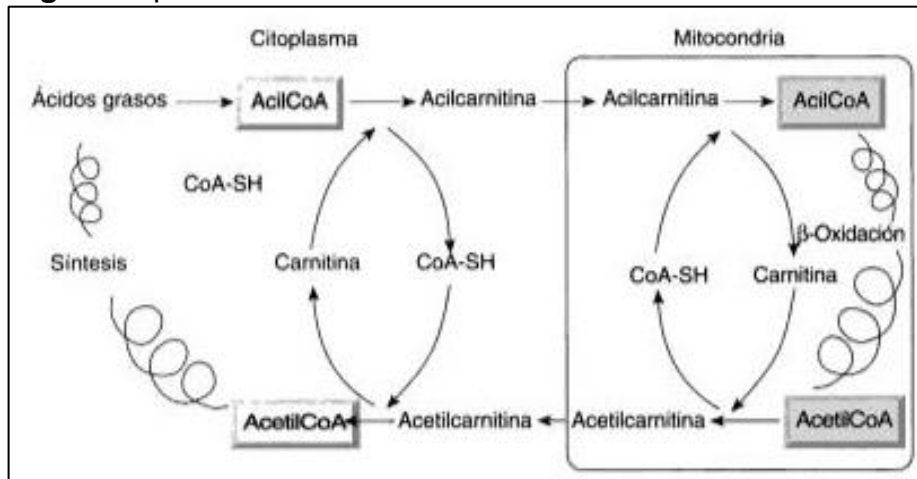 Citoplasma
Mitocondria
Ácidos grasos AcilCoA Acilcarnitina Acilcarnitina AcilCoA
CoA-SH
β-Oxidación
Síntesis Carnitina CoA-SH CoA-SH Carnitina
AcetilCoA Acetilcarnitina Acetilcarnitina AcetilCoA